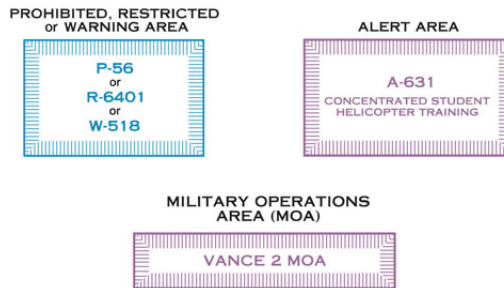 PROHIBITED, RESTRICTED
or WARNING AREA
P-56
or
R-6401
or
W-518
ALERT AREA
A-631
CONCENTRATED STUDENT
HELICOPTER TRAINING
MILITARY OPERATIONS
AREA (MOA)
VANCE 2 MOA